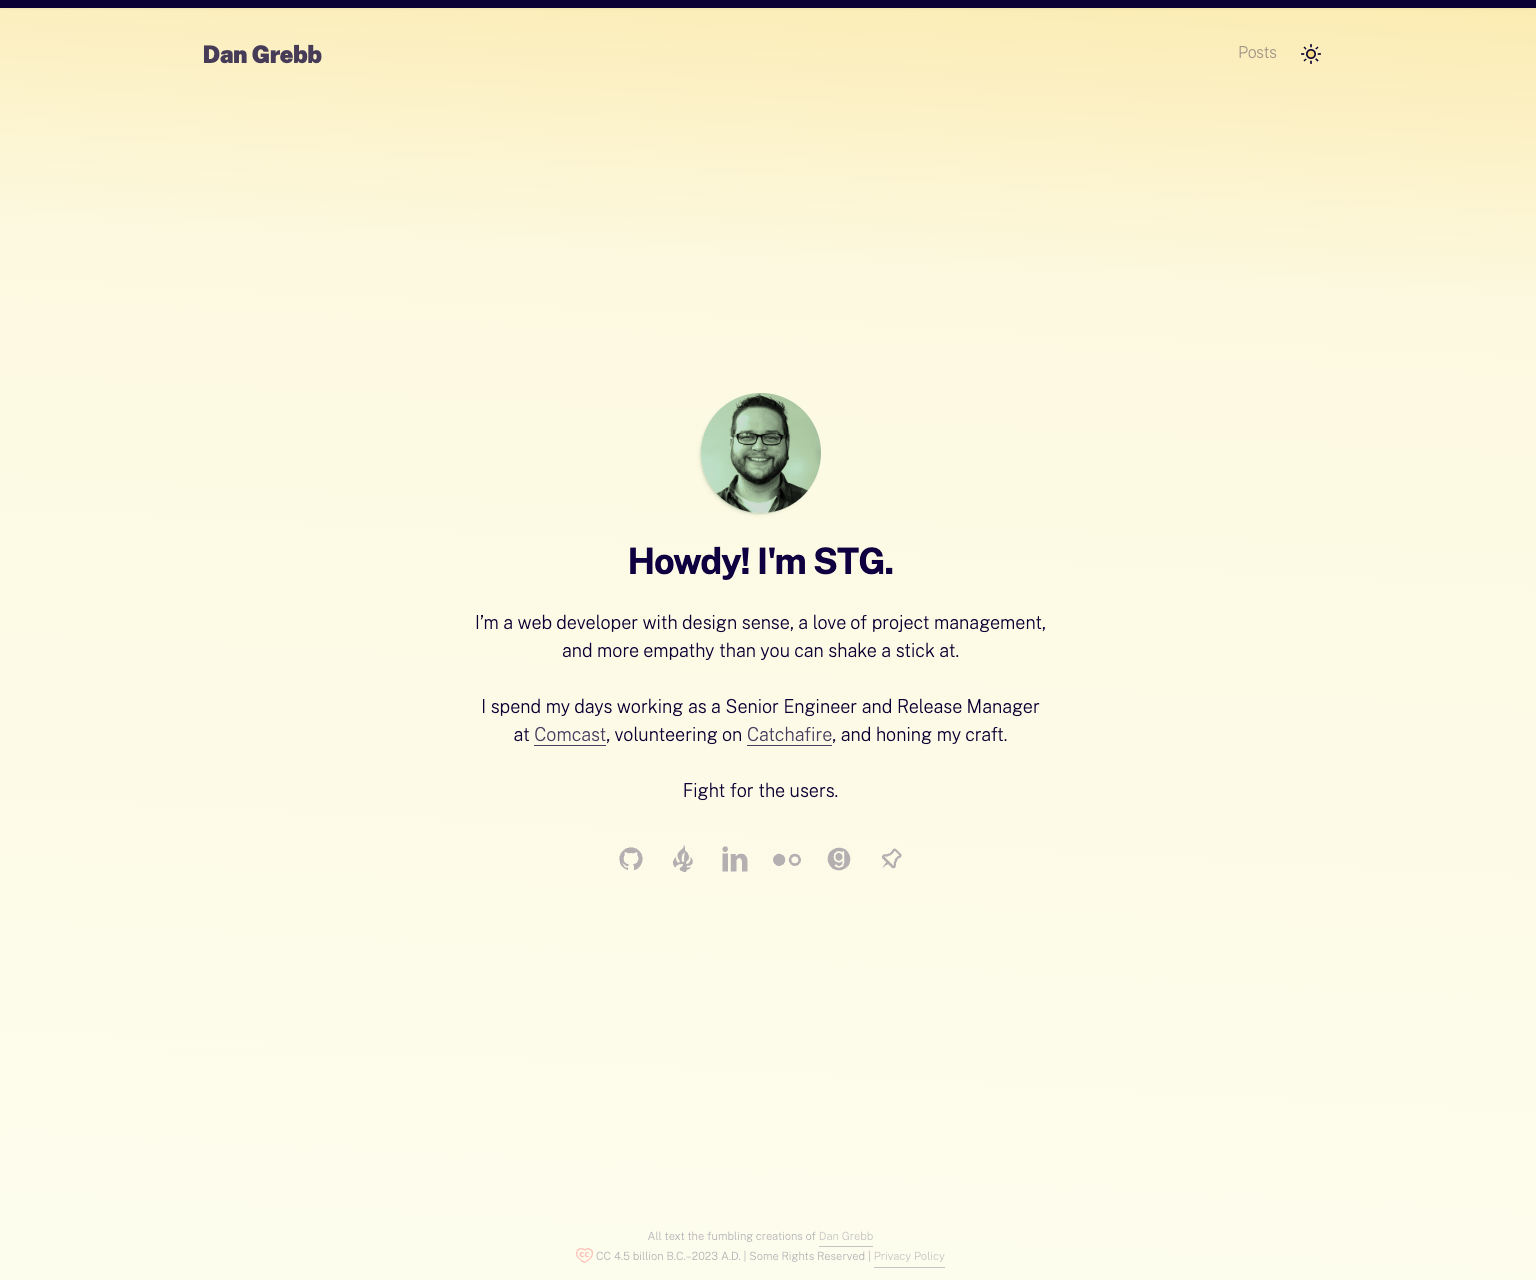 Dan Grebb
Posts
Howdy! I'm STG.
I’m a web developer with design sense, a love of project management,
and more empathy than you can shake a stick at.
I spend my days working as a Senior Engineer and Release Manager
at Comcast, volunteering on Catchafire, and honing my craft.
Fight for the users.
All text the fumbling creations of Dan Grebb
CC 4.5 billion B.C.–2023 A.D. | Some Rights Reserved | Privacy Policy